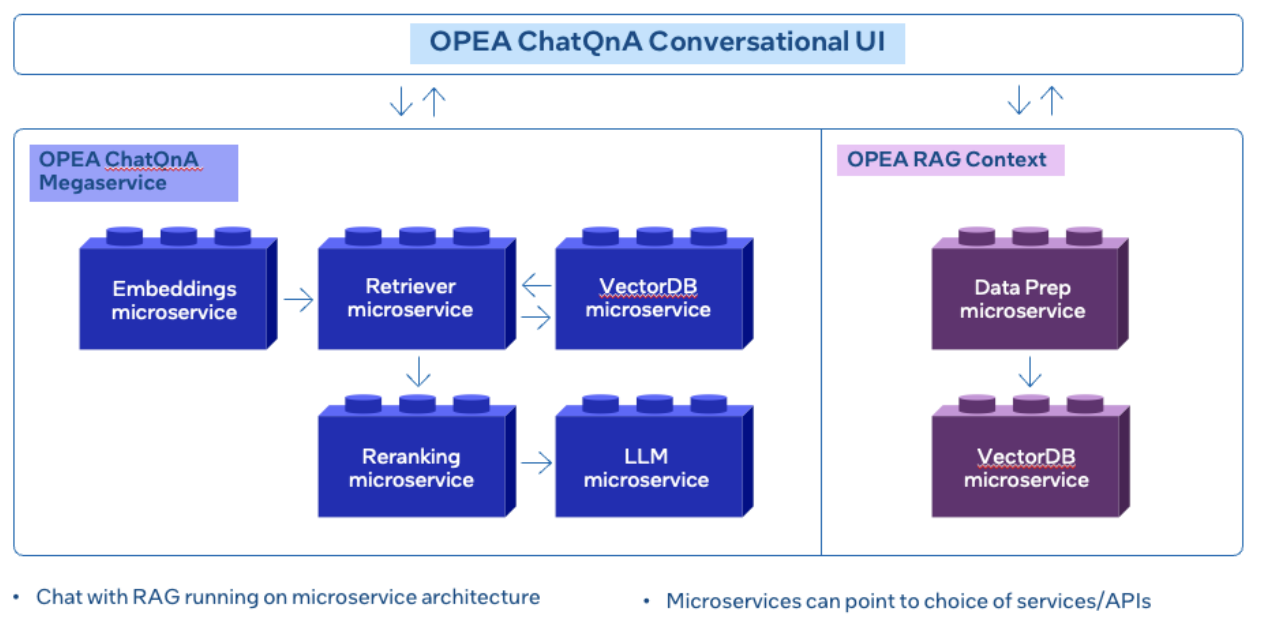 OPEA ChatQnA Conversational UI
OPEA ChatQnA
Megaservice
Embeddings
microservice
Retriever
microservice
VectorDB
microservice
Reranking
microservice
LLM
microservice
OPEA RAG Context
Data Prep
microservice
VectorDB
microservice
• Chat with RAG running on microservice architecture
• Microservices can point to choice of services/APIs